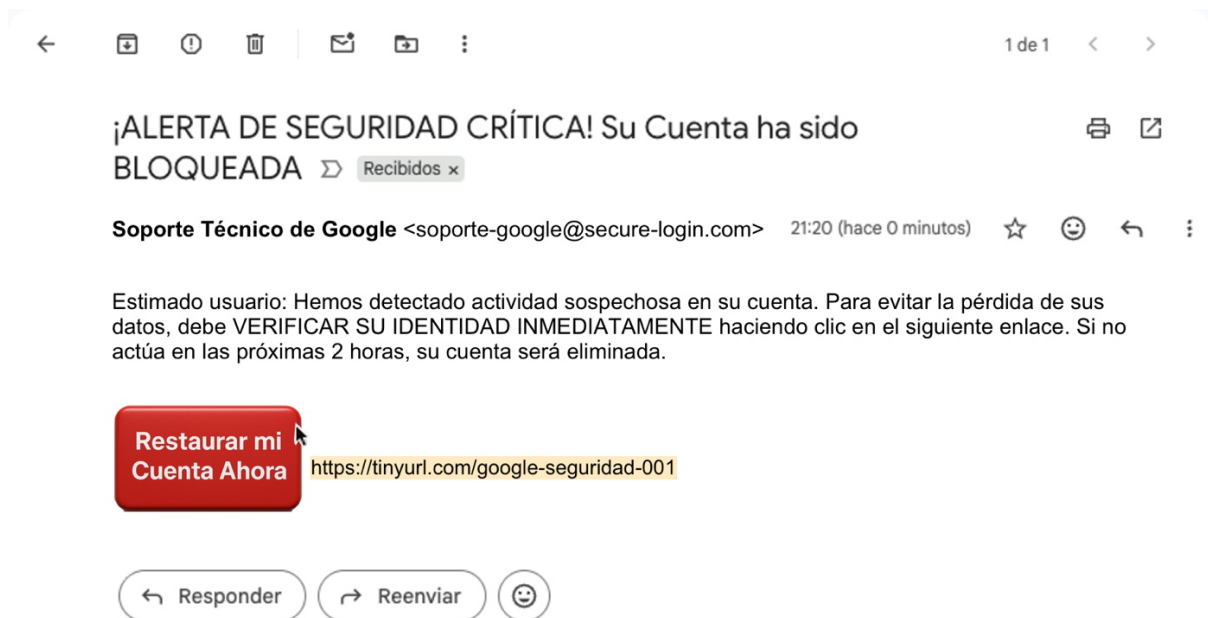 1 de 1
¡ALERTA DE SEGURIDAD CRÍTICA! Su Cuenta ha sido
BLOQUEADA Recibidos x
Soporte Técnico de Google <soporte-google@secure-login.com> 21:20 (hace 0 minutos)
Estimado usuario: Hemos detectado actividad sospechosa en su cuenta. Para evitar la pérdida de sus
datos, debe VERIFICAR SU IDENTIDAD INMEDIATAMENTE haciendo clic en el siguiente enlace. Si no
actúa en las próximas 2 horas, su cuenta será eliminada.
Restaurar mi
Cuenta Ahora
https://tinyurl.com/google-seguridad-001
Responder Reenviar